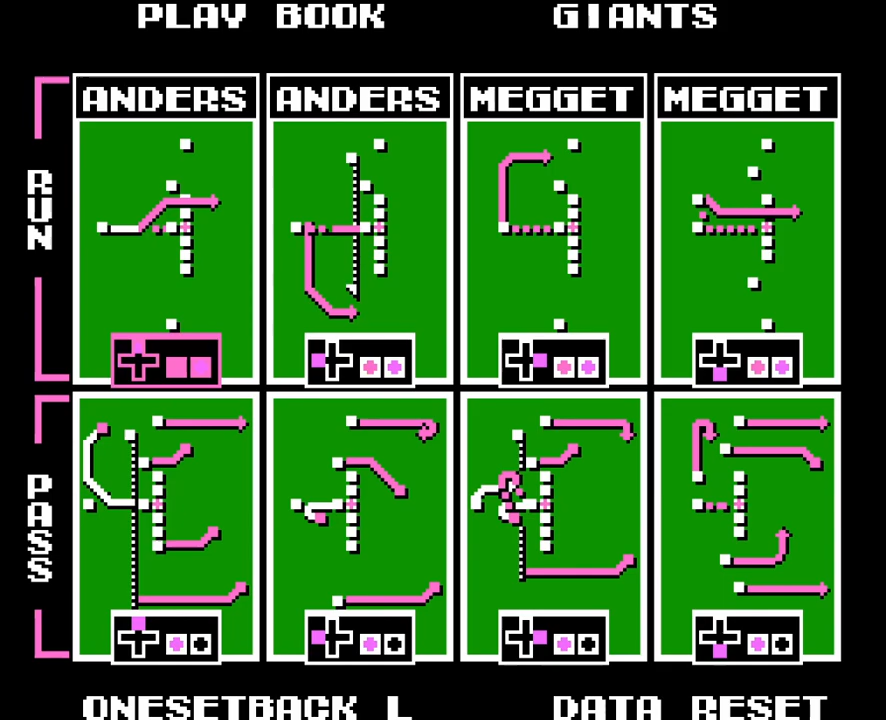 PLAY BOOK GIANTS
ANDERS ANDERS MEGGET MEGGET
RUN
PASS
ONESETBACK L DATA RESET